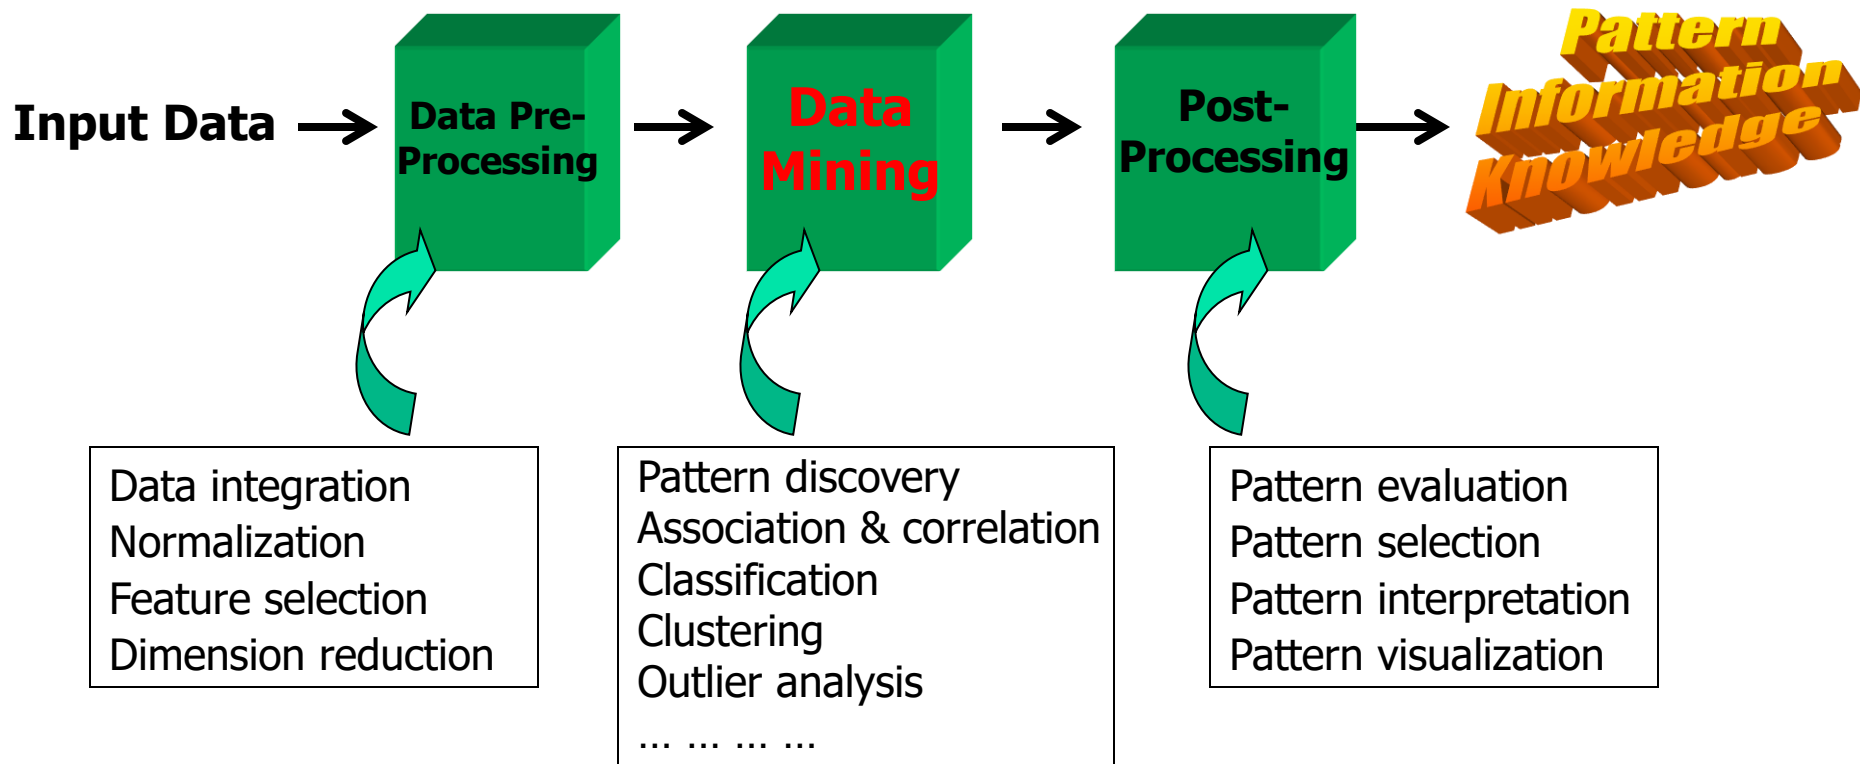 Input Data
Data Pre-
Processing
Data
Mining
Post-
Processing
Pattern
Information
Knowledge
Data integration
Normalization
Feature selection
Dimension reduction
Pattern discovery
Association & correlation
Classification
Clustering
Outlier analysis
… … … …
Pattern evaluation
Pattern selection
Pattern interpretation
Pattern visualization